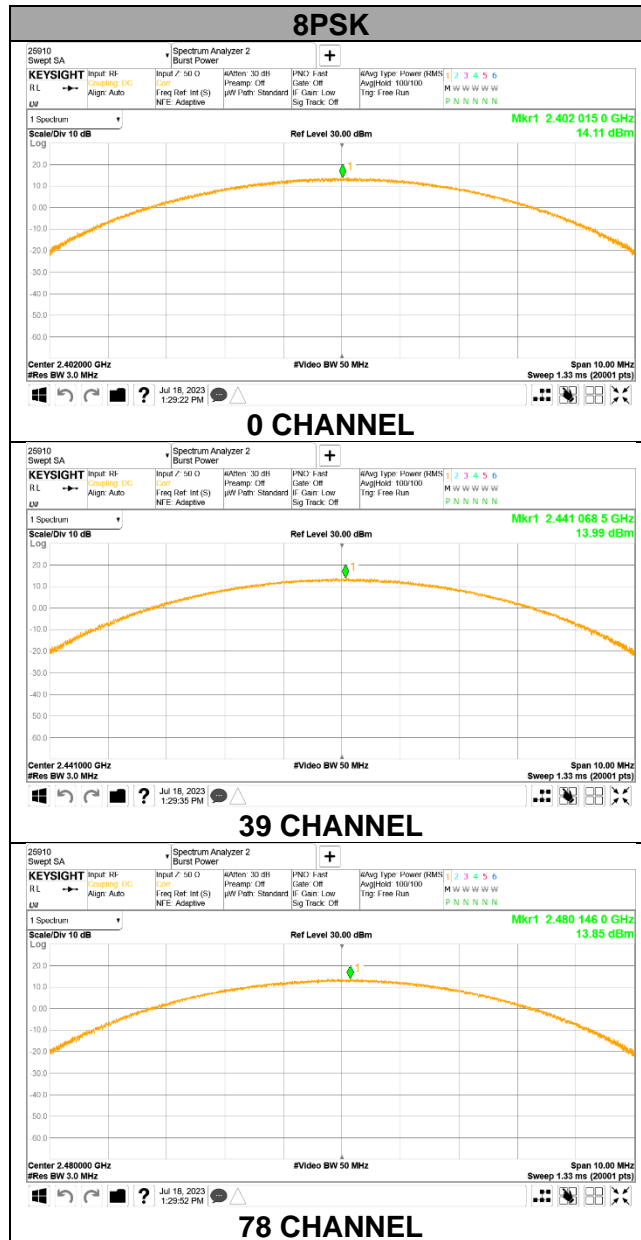 8PSK
25910
Swept SA
Spectrum Analyzer 2
Burst Power
+
KEYSIGHT
RL
Input: RF
Coupling: DC
Align: Auto
Input Z: 50 Ω
Corr
Freq Ref: Int (S)
NFE: Adaptive
#Atten: 30 dB
Preamp: Off
µW Path: Standard
PNO: Fast
Gate: Off
IF Gain: Low
Sig Track: Off
#Avg Type: Power (RMS
Avg|Hold: 100/100
Trig: Free Run
1 2 3 4 5 6
M W W W W W
P N N N N N
1 Spectrum
Scale/Div 10 dB
Ref Level 30.00 dBm
Mkr1 2.402 015 0 GHz
14.11 dBm
Log
1
20.0
10.0
0.00
-10.0
-20.0
-30.0
-40.0
-50.0
-60.0
Center 2.402000 GHz
#Video BW 50 MHz
Span 10.00 MHz
#Res BW 3.0 MHz
Sweep 1.33 ms (20001 pts)
? Jul 18, 2023
1:29:22 PM
0 CHANNEL
25910
Swept SA
Spectrum Analyzer 2
Burst Power
+
KEYSIGHT
RL
Input: RF
Coupling: DC
Align: Auto
Input Z: 50 Ω
Corr
Freq Ref: Int (S)
NFE: Adaptive
#Atten: 30 dB
Preamp: Off
µW Path: Standard
PNO: Fast
Gate: Off
IF Gain: Low
Sig Track: Off
#Avg Type: Power (RMS
Avg|Hold: 100/100
Trig: Free Run
1 2 3 4 5 6
M W W W W W
P N N N N N
1 Spectrum
Scale/Div 10 dB
Ref Level 30.00 dBm
Mkr1 2.441 068 5 GHz
13.99 dBm
Log
1
20.0
10.0
0.00
-10.0
-20.0
-30.0
-40.0
-50.0
-60.0
Center 2.441000 GHz
#Video BW 50 MHz
Span 10.00 MHz
#Res BW 3.0 MHz
Sweep 1.33 ms (20001 pts)
? Jul 18, 2023
1:29:35 PM
39 CHANNEL
25910
Swept SA
Spectrum Analyzer 2
Burst Power
+
KEYSIGHT
RL
Input: RF
Coupling: DC
Align: Auto
Input Z: 50 Ω
Corr
Freq Ref: Int (S)
NFE: Adaptive
#Atten: 30 dB
Preamp: Off
µW Path: Standard
PNO: Fast
Gate: Off
IF Gain: Low
Sig Track: Off
#Avg Type: Power (RMS
Avg|Hold: 100/100
Trig: Free Run
1 2 3 4 5 6
M W W W W W
P N N N N N
1 Spectrum
Scale/Div 10 dB
Ref Level 30.00 dBm
Mkr1 2.480 146 0 GHz
13.85 dBm
Log
1
20.0
10.0
0.00
-10.0
-20.0
-30.0
-40.0
-50.0
-60.0
Center 2.480000 GHz
#Video BW 50 MHz
Span 10.00 MHz
#Res BW 3.0 MHz
Sweep 1.33 ms (20001 pts)
? Jul 18, 2023
1:29:52 PM
78 CHANNEL